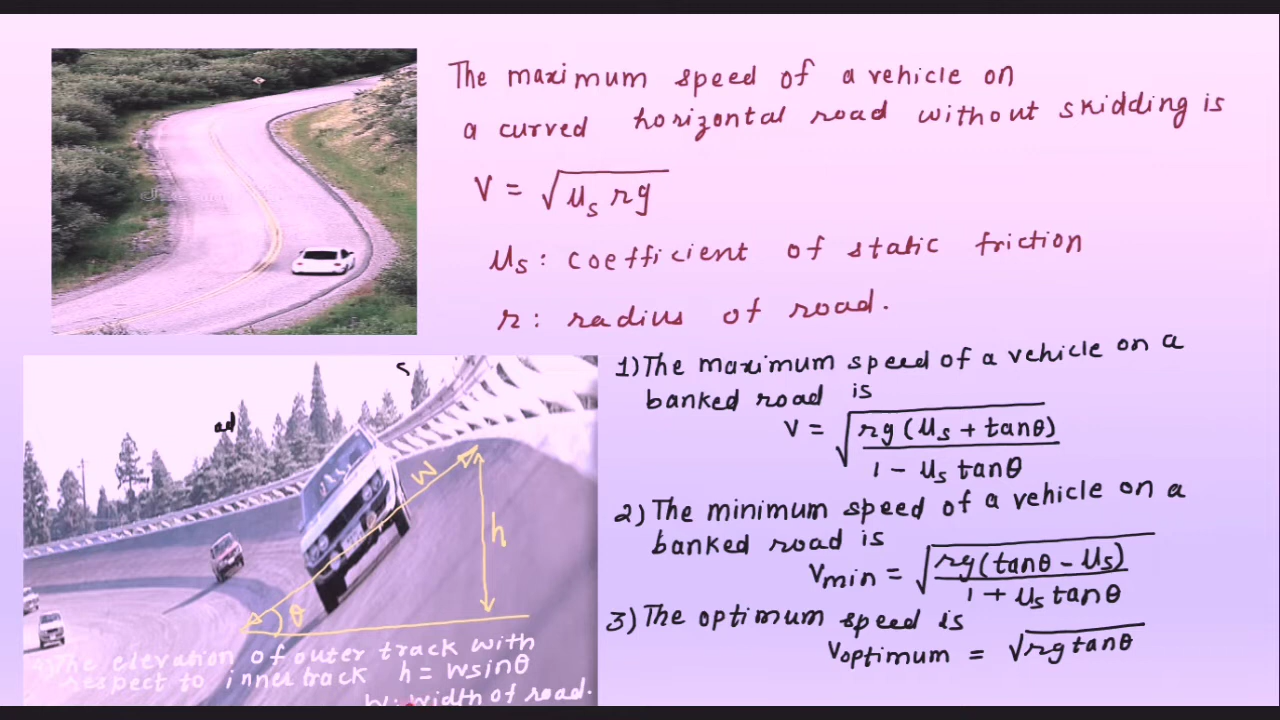 The maximum speed of a vehicle on
a curved horizontal road without skidding is
V = √μs rg
μs : coefficient of static friction
r : radius of road.
1) The maximum speed of a vehicle on a
banked road is
V = √rg (μs + tanθ)
1 - μs tanθ
2) The minimum speed of a vehicle on a
banked road is
Vmin = √rg (tanθ - μs)
1 + μs tanθ
3) The optimum speed is
Voptimum = √rg tanθ
s
ad
W
h
θ
The elevation of outer track with
respect to inner track h = wsinθ
W: width of road.